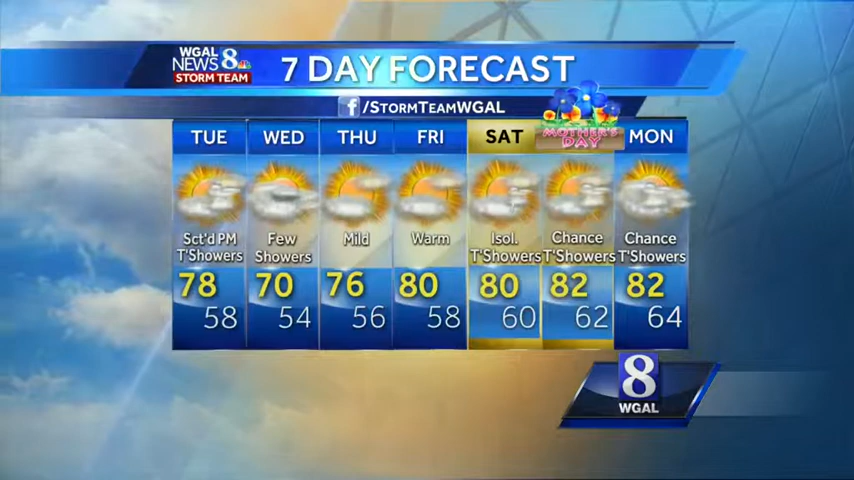 WGAL
NEWS 8
STORM TEAM
7 DAY FORECAST
f /STORMTEAMWGAL
TUE WED THU FRI SAT MOTHER'S DAY MON
Sct'd PM T'Showers
Few Showers
Mild
Warm
Isol. T'Showers
Chance T'Showers
Chance T'Showers
78 70 76 80 80 82 82
58 54 56 58 60 62 64
8
WGAL